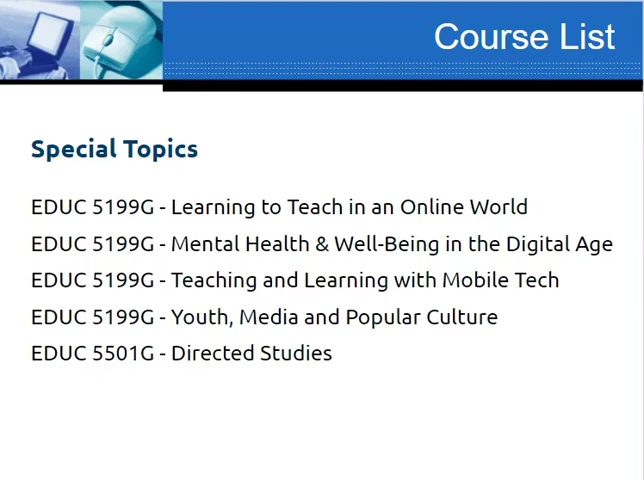 Course List
Special Topics
EDUC 5199G - Learning to Teach in an Online World
EDUC 5199G - Mental Health & Well-Being in the Digital Age
EDUC 5199G - Teaching and Learning with Mobile Tech
EDUC 5199G - Youth, Media and Popular Culture
EDUC 5501G - Directed Studies